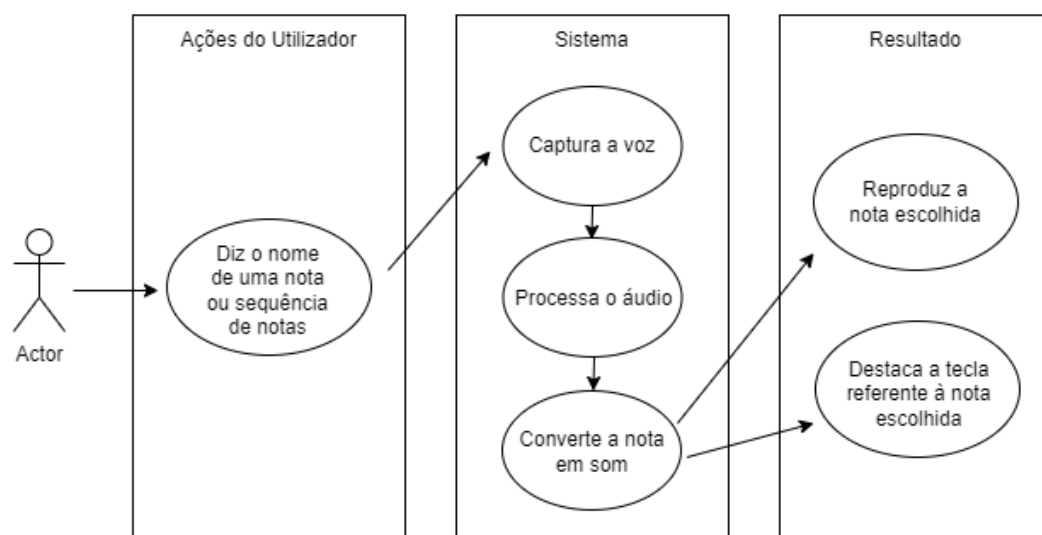 Ações do Utilizador
Sistema
Resultado
Captura a voz
Reproduz a
nota escolhida
Diz o nome
de uma nota
ou sequência
de notas
Processa o áudio
Actor
Destaca a tecla
referente à nota
escolhida
Converte a nota
em som